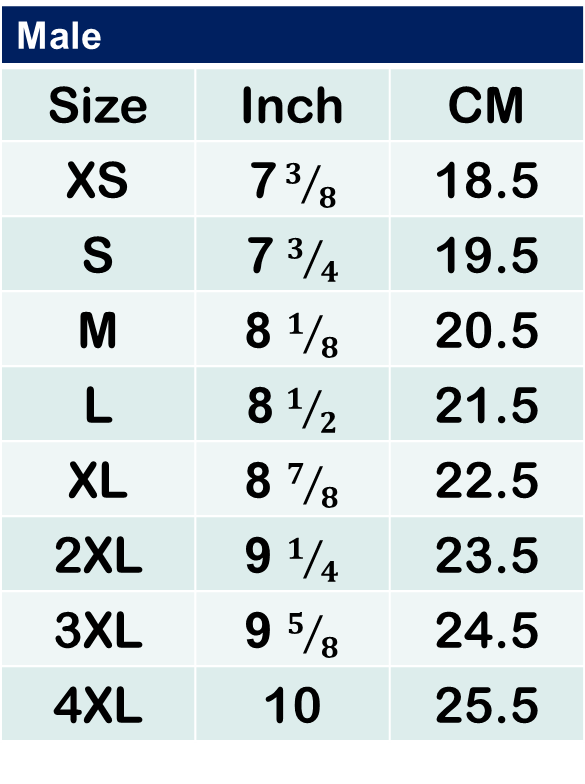 Male
Size Inch CM
XS 7 3/8 18.5
S 7 3/4 19.5
M 8 1/8 20.5
L 8 1/2 21.5
XL 8 7/8 22.5
2XL 9 1/4 23.5
3XL 9 5/8 24.5
4XL 10 25.5